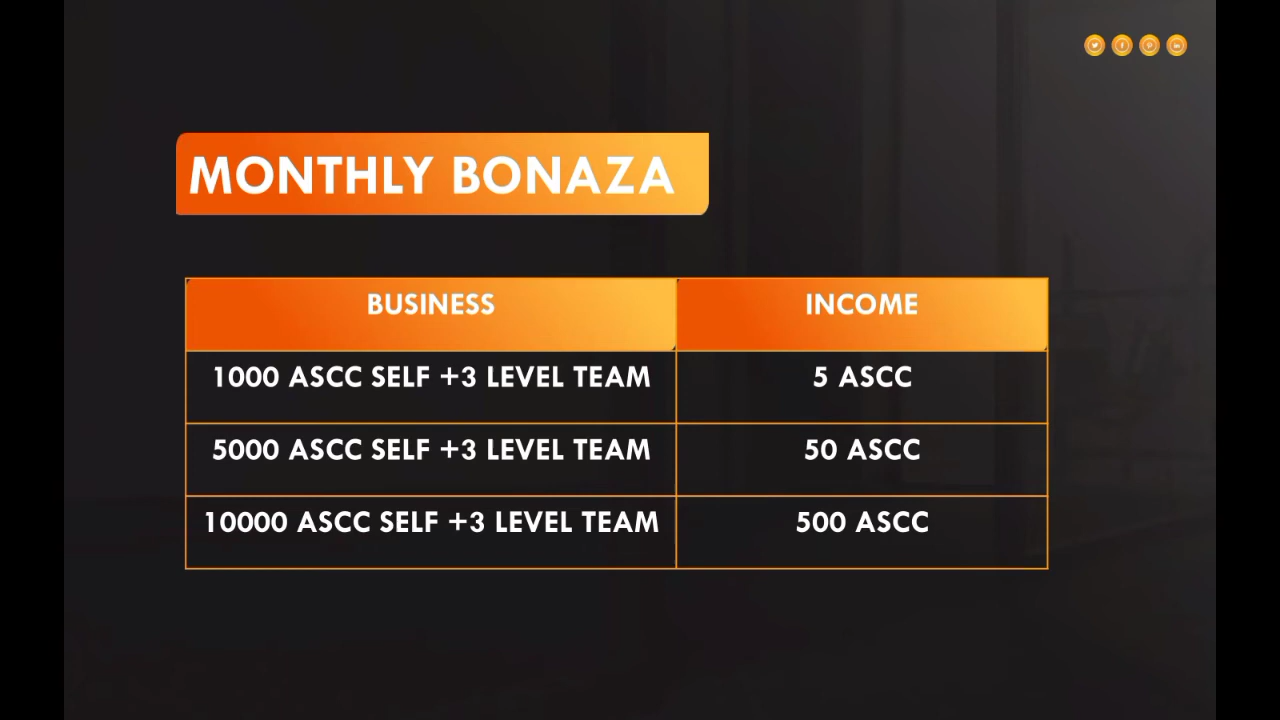 MONTHLY BONAZA
BUSINESS
INCOME
1000 ASCC SELF +3 LEVEL TEAM
5 ASCC
5000 ASCC SELF +3 LEVEL TEAM
50 ASCC
10000 ASCC SELF +3 LEVEL TEAM
500 ASCC